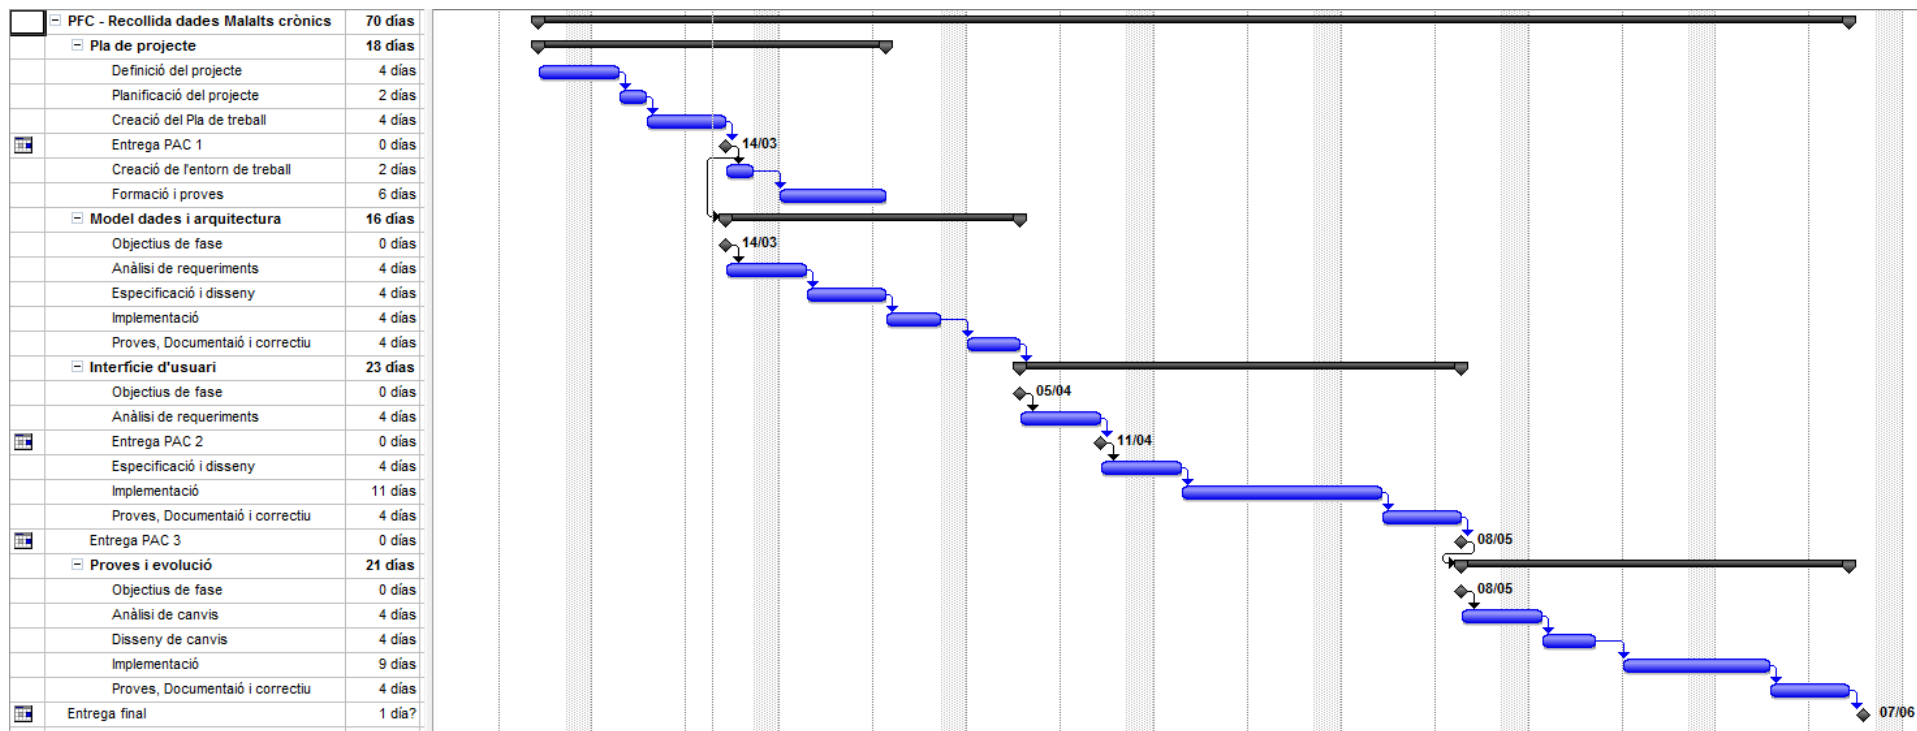 PFC - Recollida dades Malalts crònics 70 días
Pla de projecte 18 días
Definició del projecte 4 días
Planificació del projecte 2 días
Creació del Pla de treball 4 días
Entrega PAC 1 0 días 14/03
Creació de l'entorn de treball 2 días
Formació i proves 6 días
Model dades i arquitectura 16 días
Objectius de fase 0 días 14/03
Anàlisi de requeriments 4 días
Especificació i disseny 4 días
Implementació 4 días
Proves, Documentaió i correctiu 4 días
Interfície d'usuari 23 días
Objectius de fase 0 días 05/04
Anàlisi de requeriments 4 días
Entrega PAC 2 0 días 11/04
Especificació i disseny 4 días
Implementació 11 días
Proves, Documentaió i correctiu 4 días
Entrega PAC 3 0 días 08/05
Proves i evolució 21 días
Objectius de fase 0 días 08/05
Anàlisi de canvis 4 días
Disseny de canvis 4 días
Implementació 9 días
Proves, Documentaió i correctiu 4 días
Entrega final 1 día? 07/06